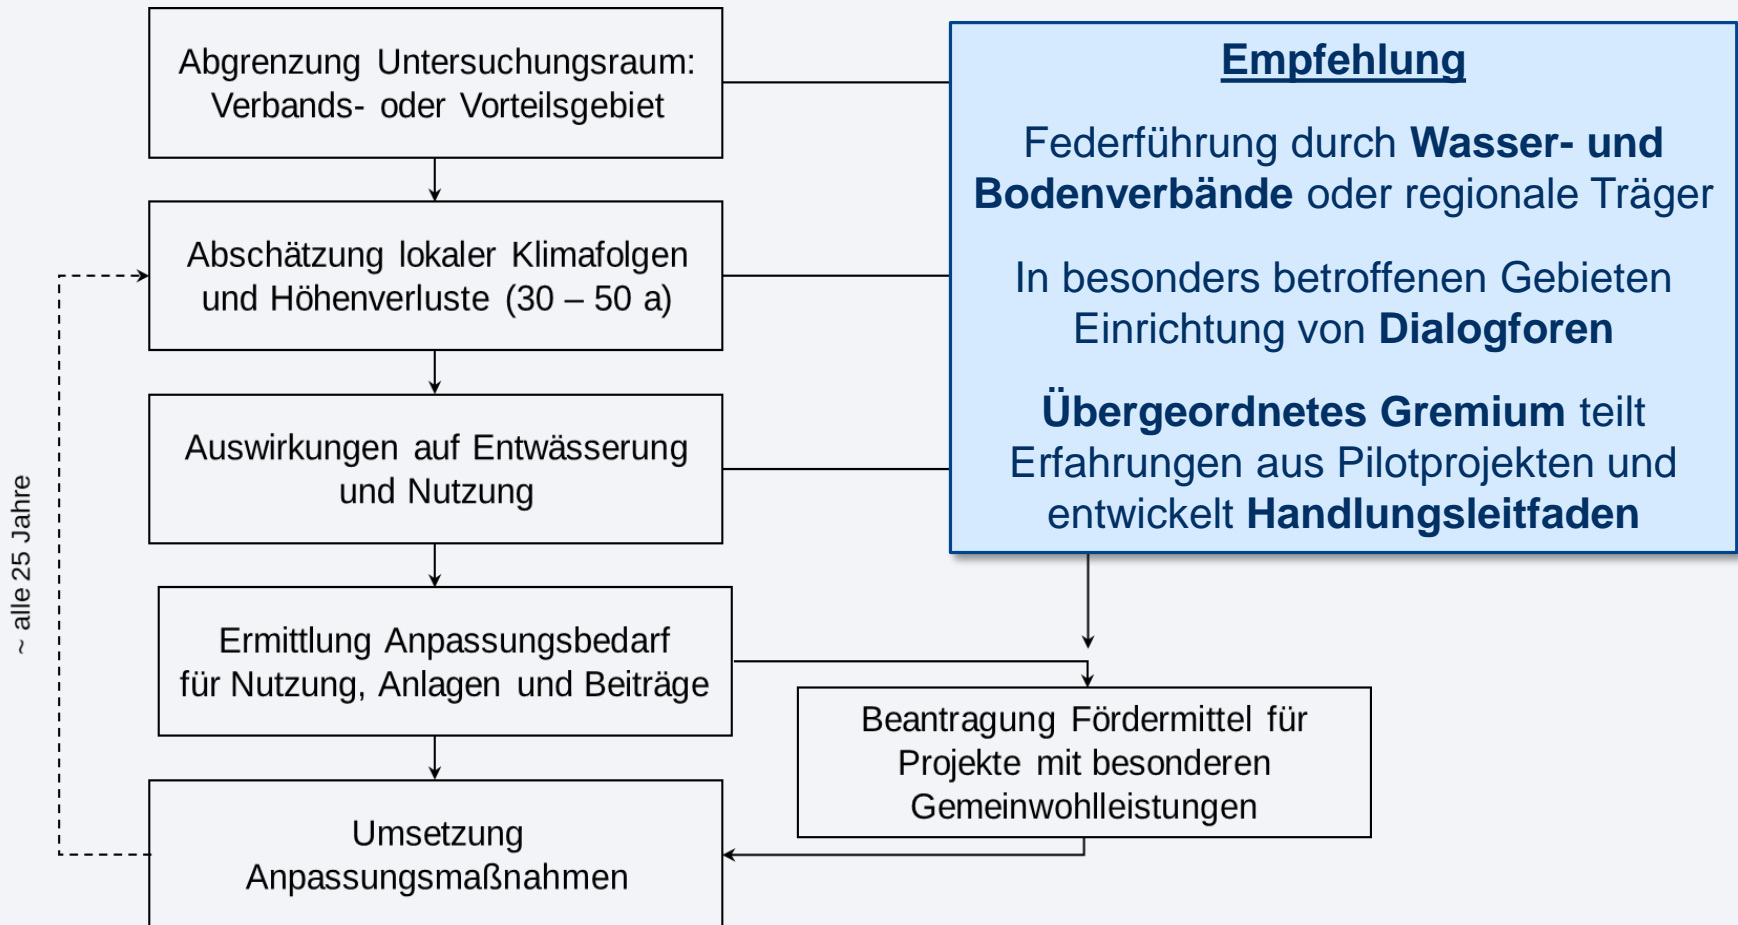 Abgrenzung Untersuchungsraum:
Verbands- oder Vorteilsgebiet
Abschätzung lokaler Klimafolgen
und Höhenverluste (30 – 50 a)
Auswirkungen auf Entwässerung
und Nutzung
Ermittlung Anpassungsbedarf
für Nutzung, Anlagen und Beiträge
Umsetzung
Anpassungsmaßnahmen
~ alle 25 Jahre
Empfehlung
Federführung durch Wasser- und
Bodenverbände oder regionale Träger
In besonders betroffenen Gebieten
Einrichtung von Dialogforen
Übergeordnetes Gremium teilt
Erfahrungen aus Pilotprojekten und
entwickelt Handlungsleitfaden
Beantragung Fördermittel für
Projekte mit besonderen
Gemeinwohlleistungen